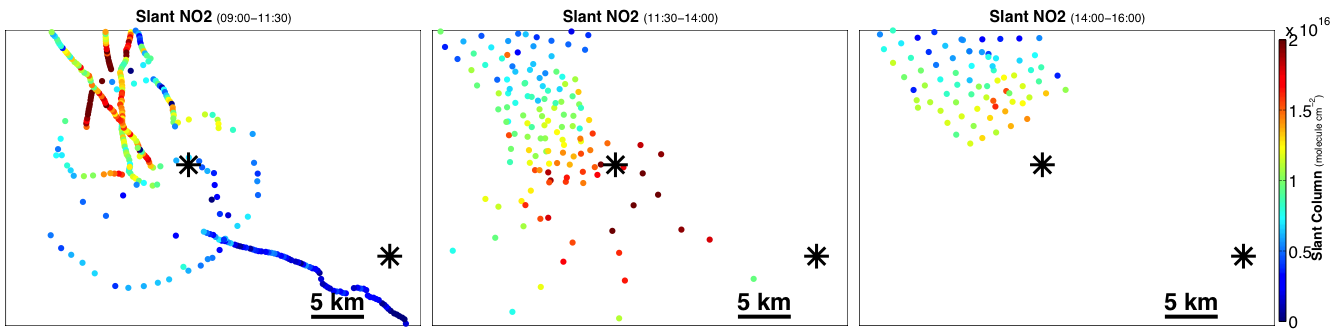 Slant NO2 (09:00−11:30)
Slant NO2 (11:30−14:00)
Slant NO2 (14:00−16:00)
x 10^16
2
1.5
1
0.5
0
Slant Column (molecule cm^−2)
5 km
5 km
5 km